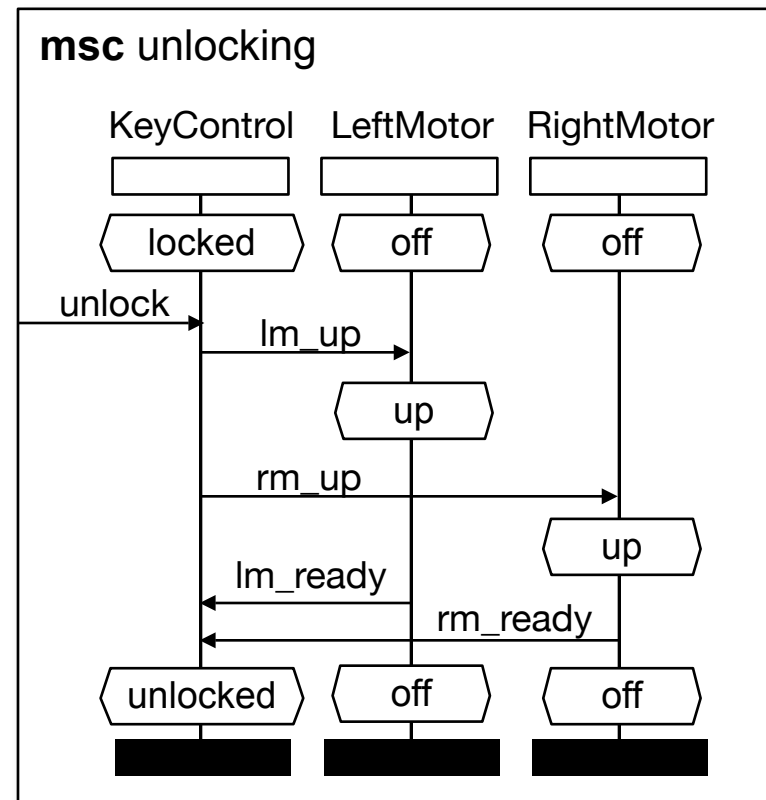 msc unlocking
KeyControl LeftMotor RightMotor
locked off off
unlock
lm_up
up
rm_up
up
lm_ready
rm_ready
unlocked off off